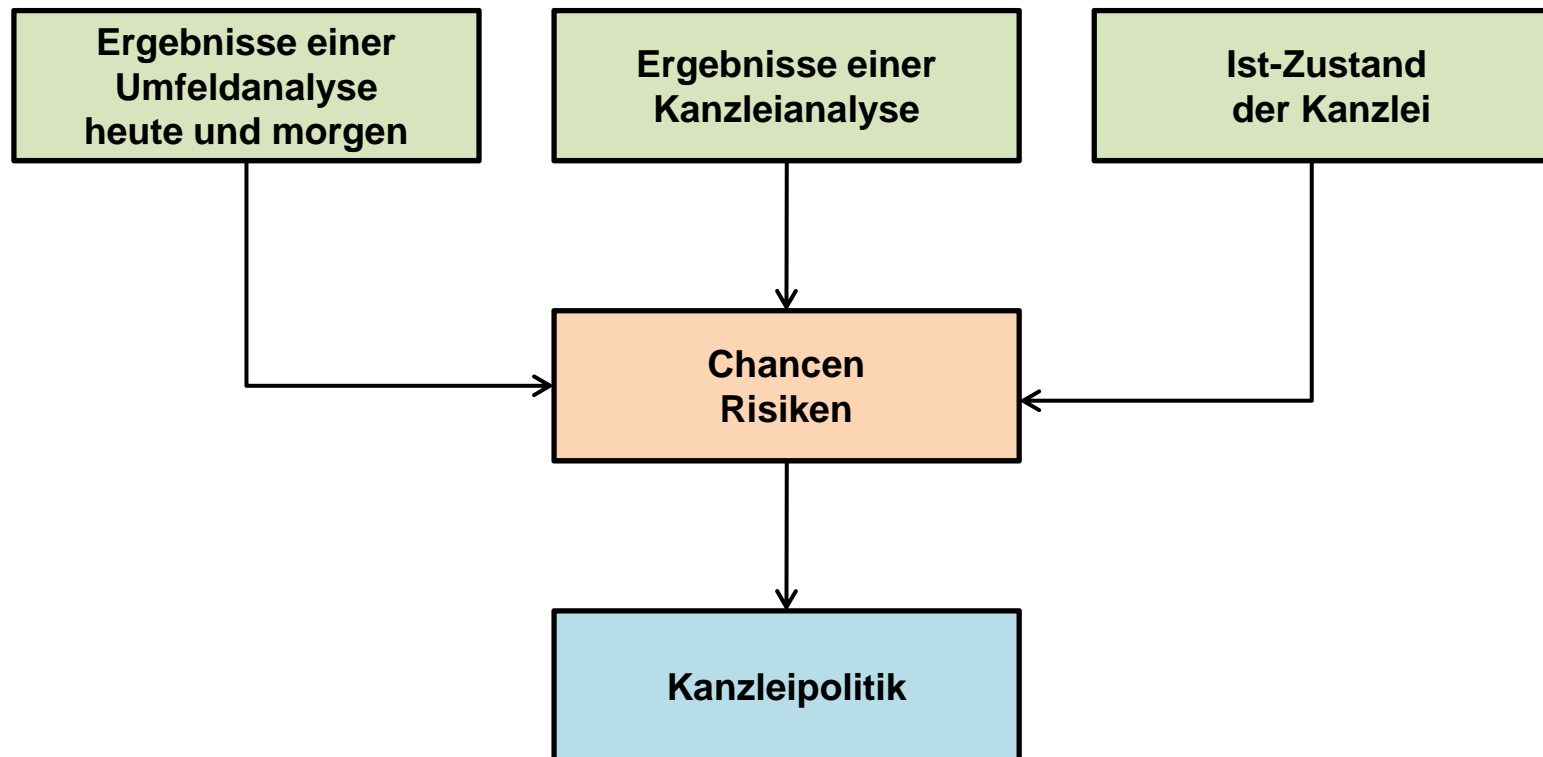 Ergebnisse einer
Umfeldanalyse
heute und morgen
Ergebnisse einer
Kanzleianalyse
Ist-Zustand
der Kanzlei
Chancen
Risiken
Kanzleipolitik